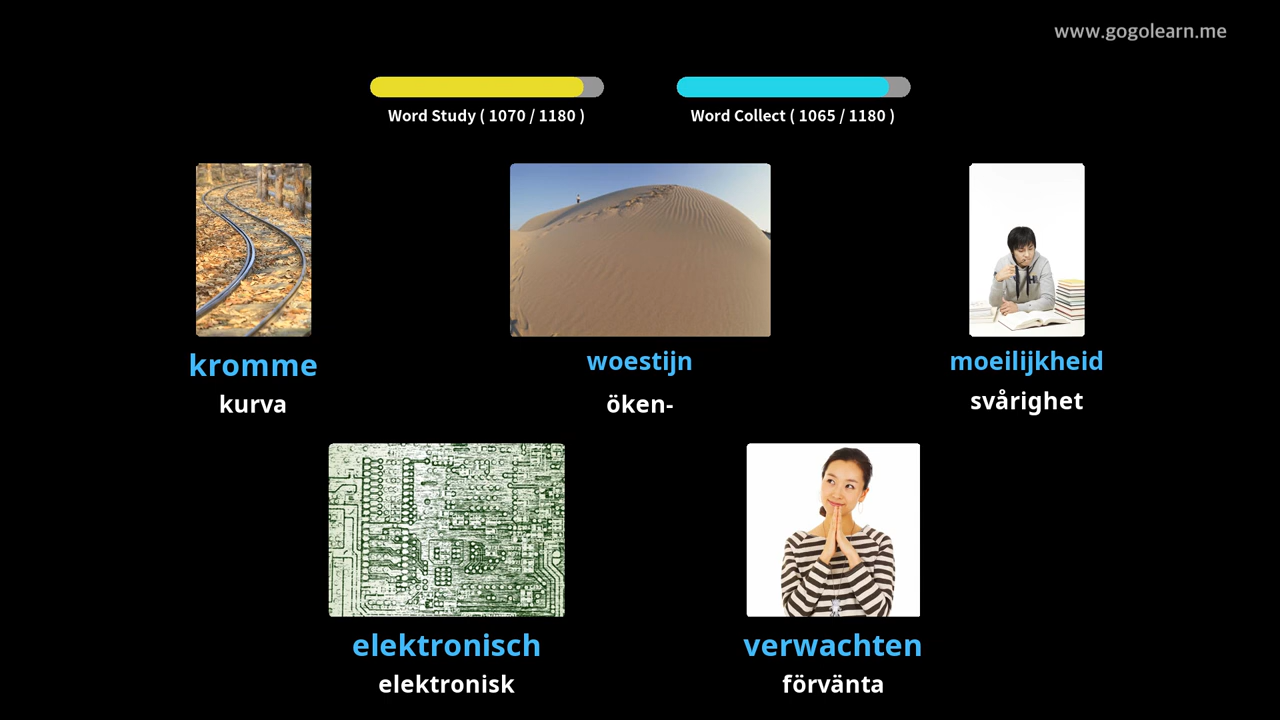 www.gogolearn.me
Word Study ( 1070 / 1180 )
Word Collect ( 1065 / 1180 )
kromme
kurva
woestijn
öken-
moeilijkheid
svårighet
elektronisch
elektronisk
verwachten
förvänta